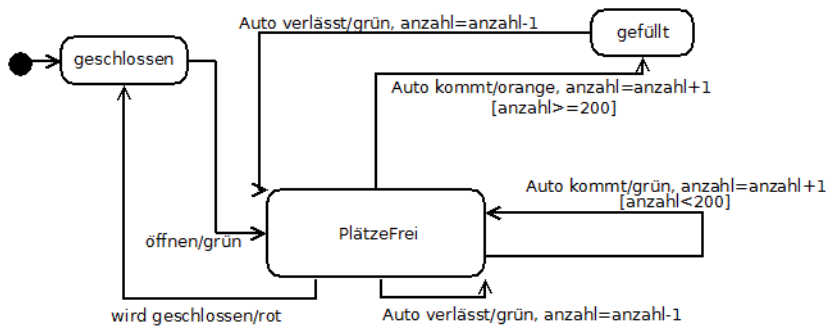 Auto verlässt/grün, anzahl=anzahl-1
gefüllt
geschlossen
Auto kommt/orange, anzahl=anzahl+1
[anzahl>=200]
Auto kommt/grün, anzahl=anzahl+1
[anzahl<200]
PlätzeFrei
öffnen/grün
wird geschlossen/rot
Auto verlässt/grün, anzahl=anzahl-1